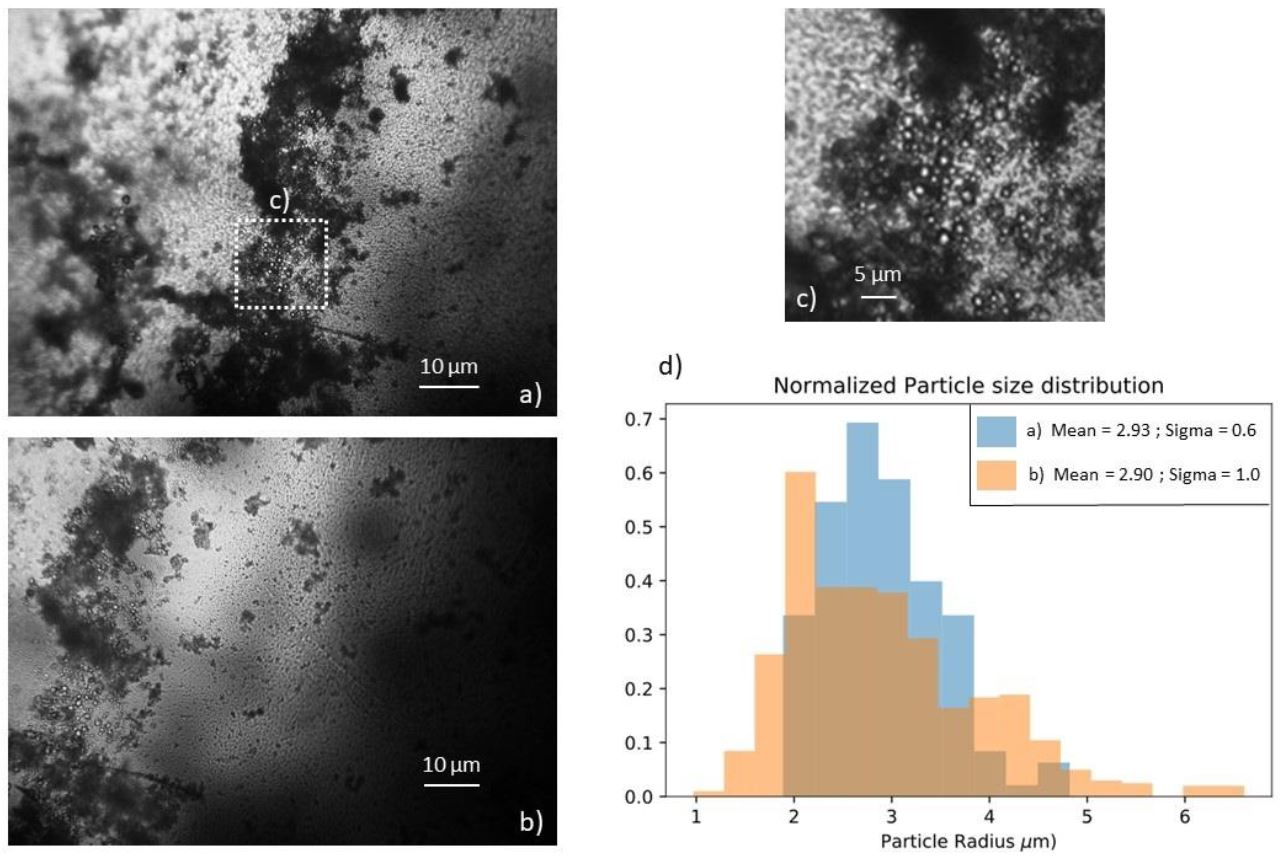 c)
10 µm
a)
5 µm
c)
10 µm
b)
d)
Normalized Particle size distribution
a) Mean = 2.93 ; Sigma = 0.6
b) Mean = 2.90 ; Sigma = 1.0
0.7
0.6
0.5
0.4
0.3
0.2
0.1
0.0
1 2 3 4 5 6
Particle Radius µm)